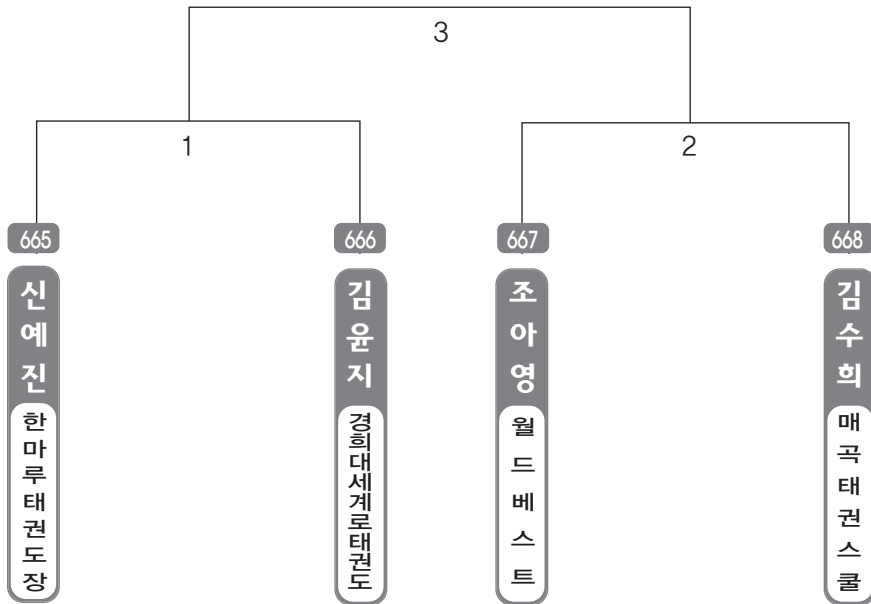 3
1
2
665
666
667
668
신예진
김윤지
조아영
김수희
한마루태권도장
경희대세계로태권도
월드베스트
매곡태권스쿨